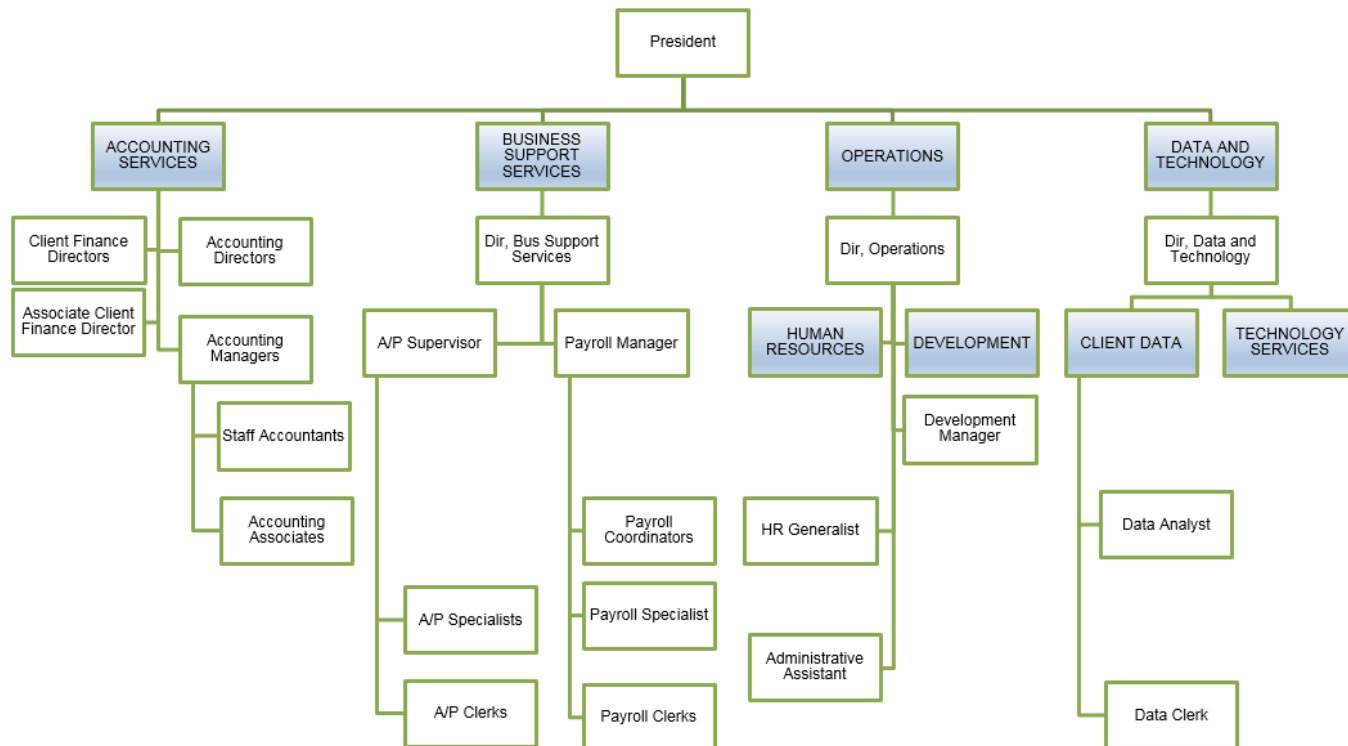 President
ACCOUNTING
SERVICES
BUSINESS
SUPPORT
SERVICES
OPERATIONS
DATA AND
TECHNOLOGY
Client Finance
Directors
Accounting
Directors
Dir, Bus Support
Services
Dir, Operations
Dir, Data and
Technology
Associate Client
Finance Director
Accounting
Managers
A/P Supervisor
Payroll Manager
HUMAN
RESOURCES
DEVELOPMENT
CLIENT DATA
TECHNOLOGY
SERVICES
Staff Accountants
Development
Manager
Accounting
Associates
Payroll
Coordinators
HR Generalist
Data Analyst
A/P Specialists
Payroll Specialist
Administrative
Assistant
A/P Clerks
Payroll Clerks
Data Clerk